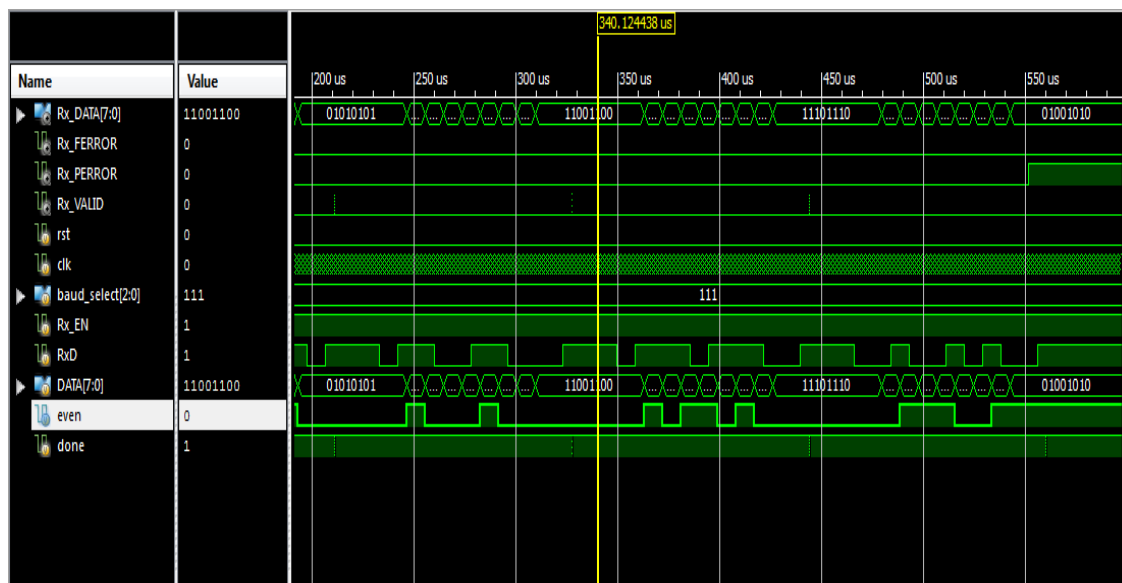 340.124438 us
Name Value 200 us 250 us 300 us 350 us 400 us 450 us 500 us 550 us
Rx_DATA[7:0] 11001100 01010101 ... ... ... ... ... ... ... 11001100 ... ... ... ... ... ... ... 11101110 ... ... ... ... ... ... ... 01001010
Rx_FERROR 0
Rx_PERROR 0
Rx_VALID 0
rst 0
clk 0
baud_select[2:0] 111 111
Rx_EN 1
RxD 1
DATA[7:0] 11001100 01010101 ... ... ... ... ... ... ... 11001100 ... ... ... ... ... ... ... 11101110 ... ... ... ... ... ... ... 01001010
even 0
done 1